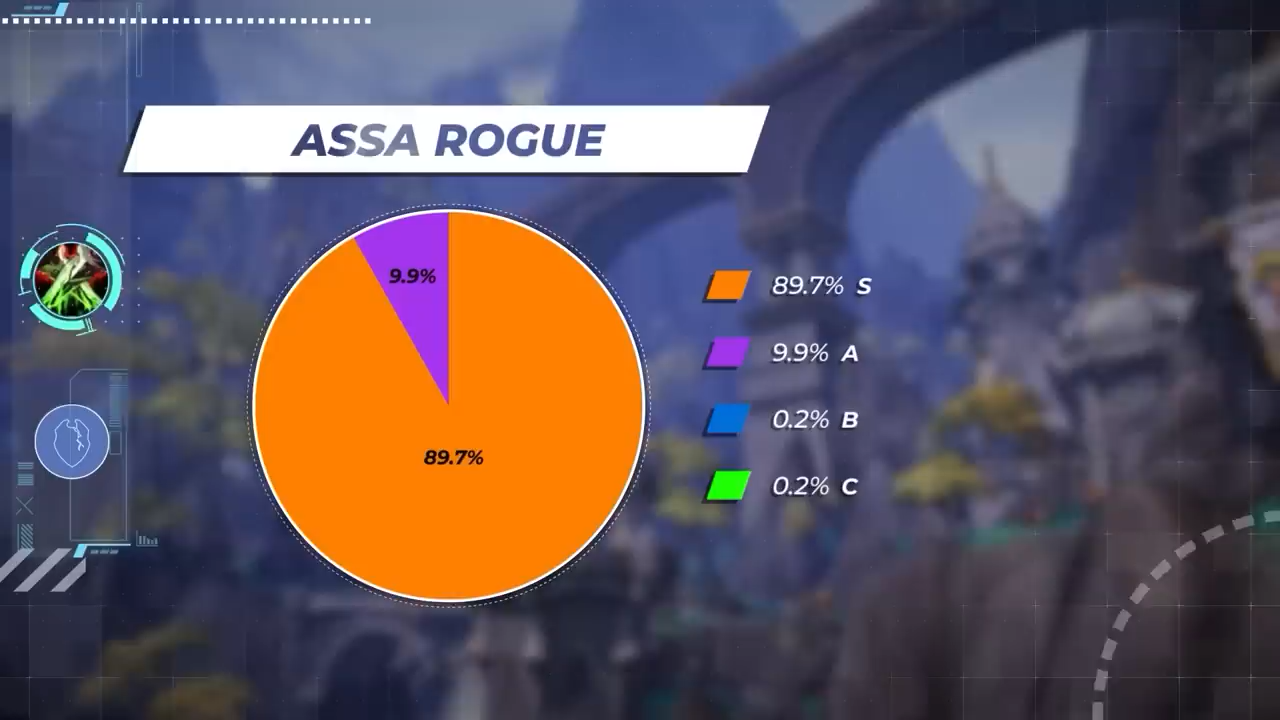 ASSA ROGUE
9.9%
89.7%
89.7% S
9.9% A
0.2% B
0.2% C